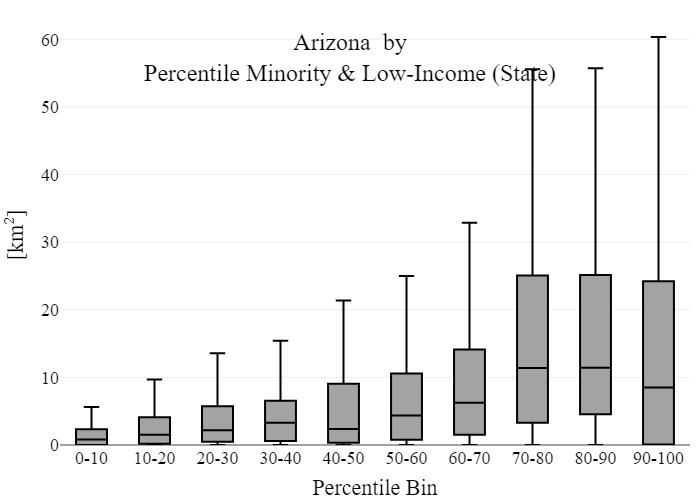 Arizona by
Percentile Minority & Low-Income (State)
[km²]
60
50
40
30
20
10
0
0-10 10-20 20-30 30-40 40-50 50-60 60-70 70-80 80-90 90-100
Percentile Bin